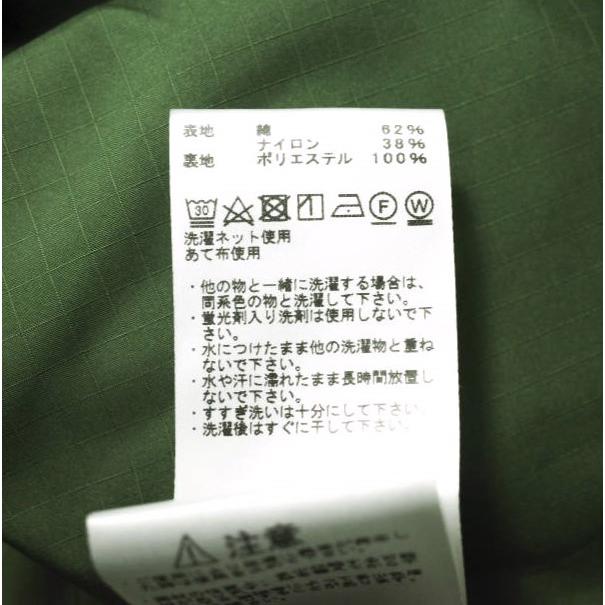 表地 綿 62%
ナイロン 38%
裏地 ポリエステル 100%
30 F W
洗濯ネット使用
あて布使用
・他の物と一緒に洗濯する場合は、
同系色の物と洗濯して下さい。
・蛍光剤入り洗剤は使用しないで下
さい。
・水につけたまま他の洗濯物と重ね
ないで下さい。
・水や汗に濡れたまま長時間放置し
ないで下さい。
・すすぎ洗いは十分にして下さい
・洗濯後はすぐに干して下さい。
注意